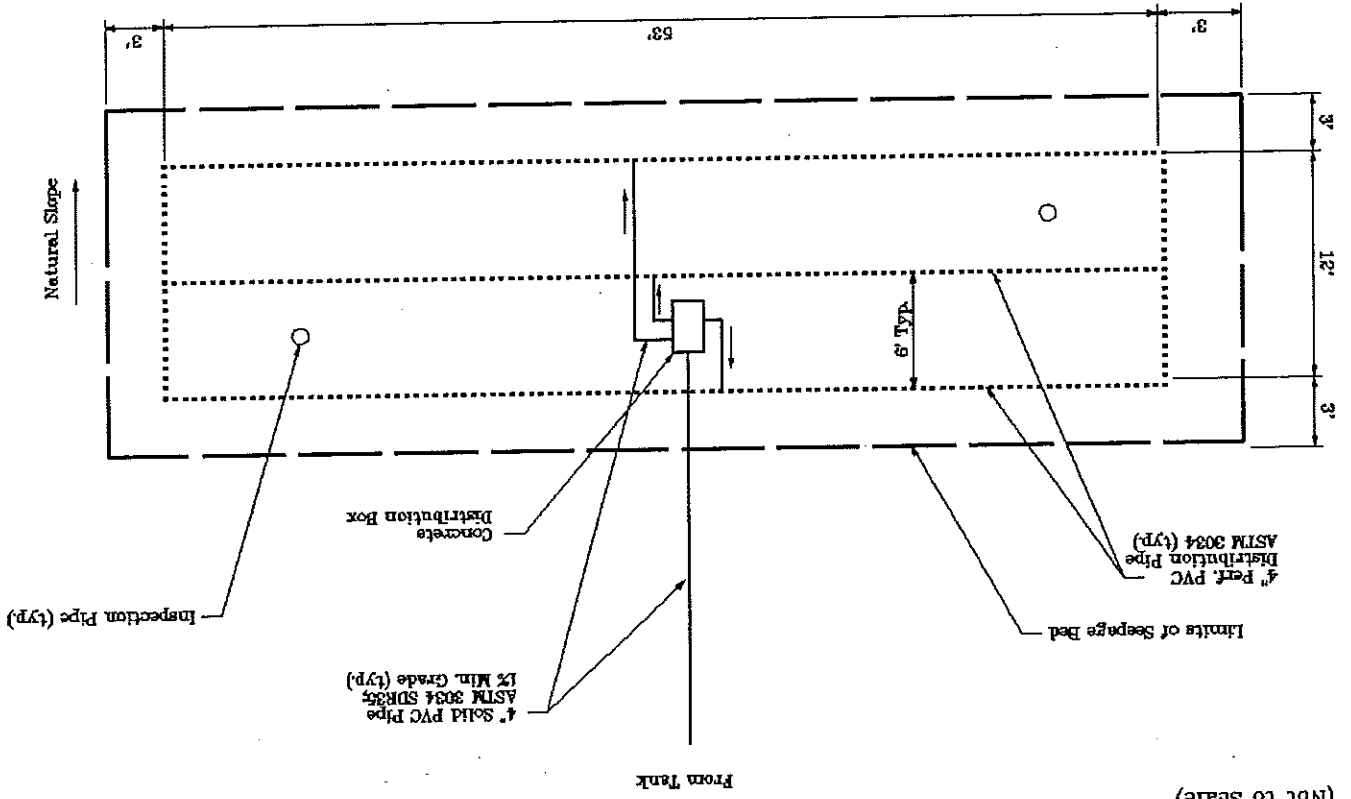 (Not to Scale)
From Tank
4" Solid PVC Pipe
ASTM 3034 SDR35;
1% Min. Grade (typ.)
Limits of Seepage Bed
Inspection Pipe (typ.)
4" Perf. PVC
Distribution Pipe
ASTM 3034 (typ.)
Concrete
Distribution Box
3'
6' Typ.
12'
3'
Natural Slope
3'
53'
3'